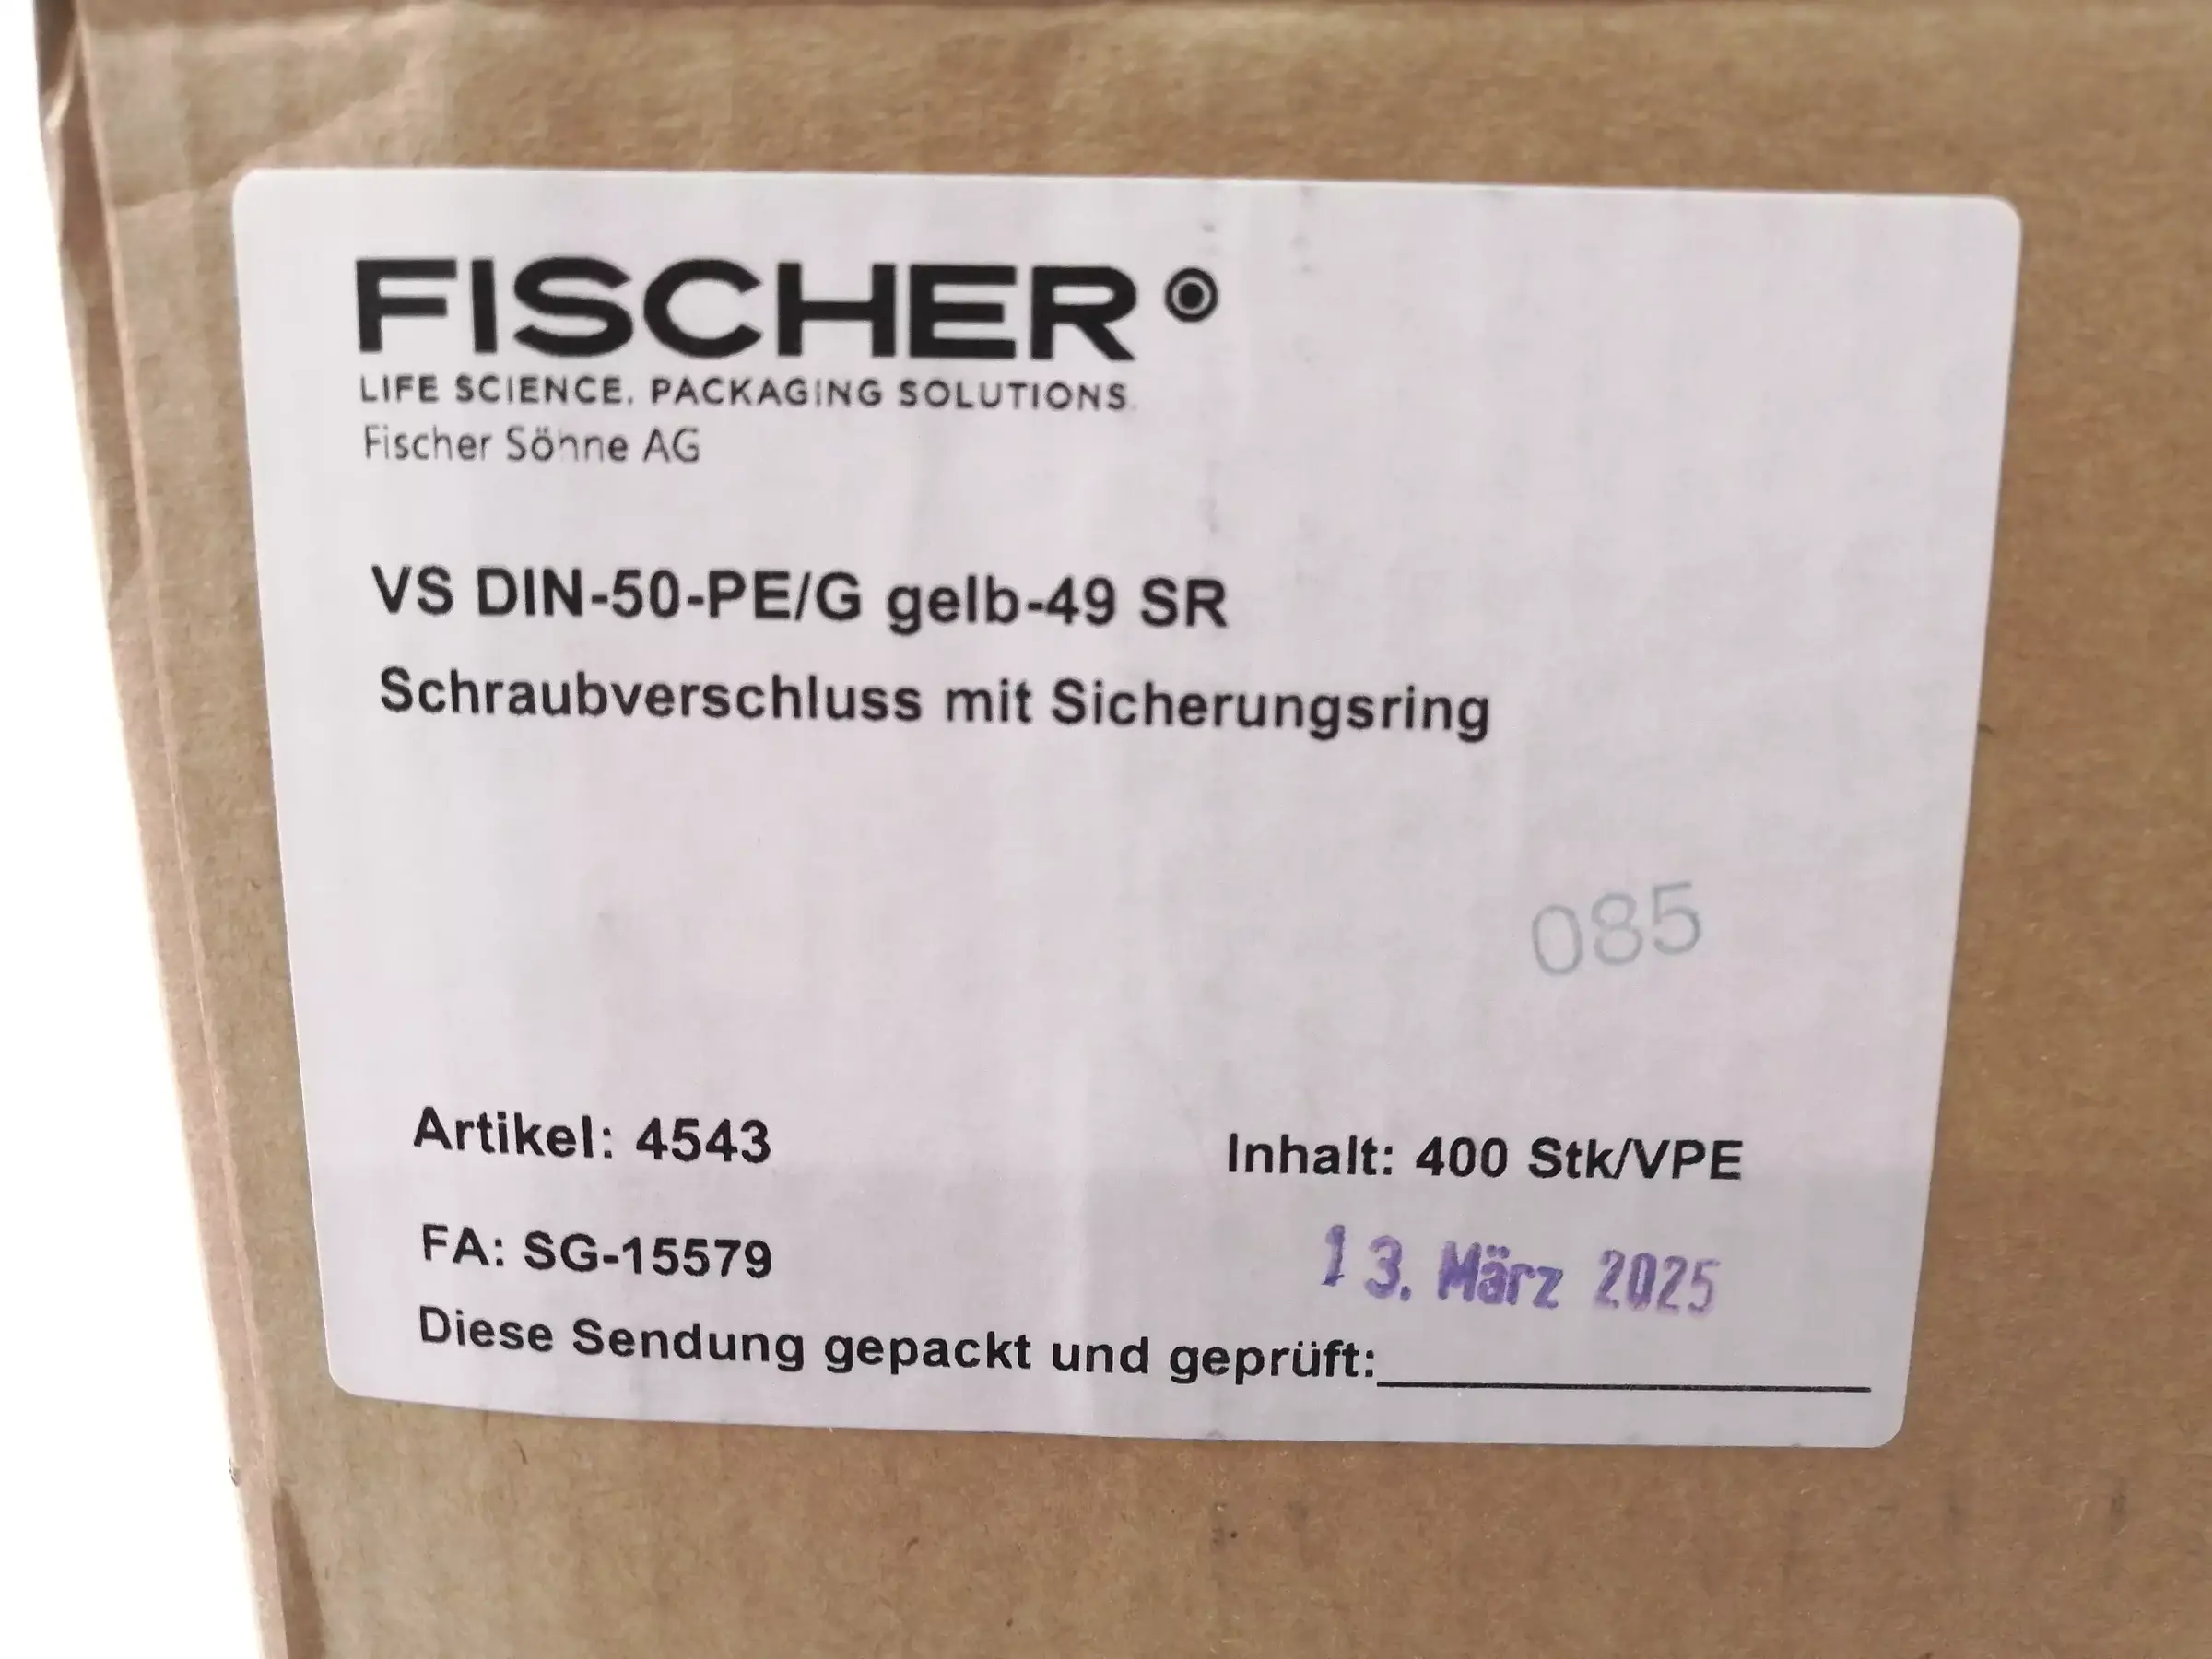 FISCHER
LIFE SCIENCE. PACKAGING SOLUTIONS.
Fischer Söhne AG
VS DIN-50-PE/G gelb-49 SR
Schraubverschluss mit Sicherungsring
085
Artikel: 4543
Inhalt: 400 Stk/VPE
FA: SG-15579
13. März 2025
Diese Sendung gepackt und geprüft: